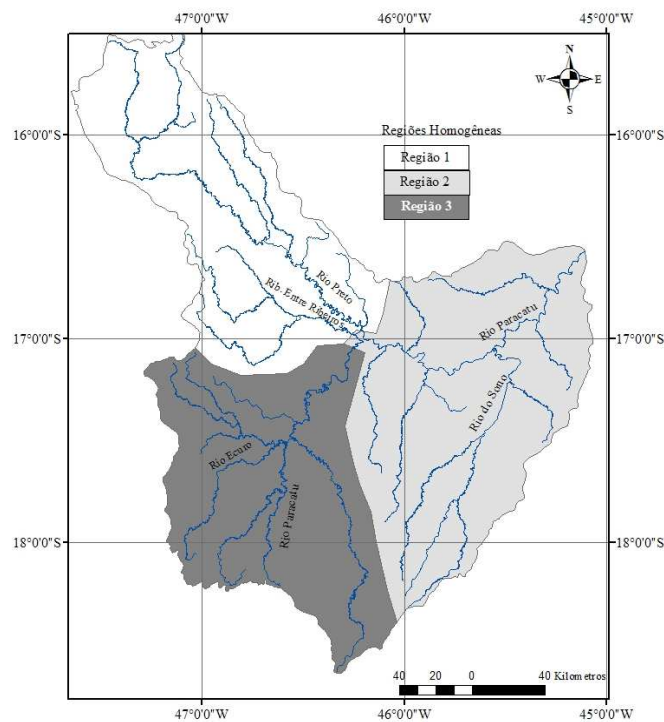 47°0'0"W 46°0'0"W 45°0'0"W
N
W E
S
16°0'0"S 16°0'0"S
Regiões Homogêneas
Região 1
Região 2
Região 3
Rio Preto
Rib. Entre Ribeiros
Rio Paracatu
17°0'0"S 17°0'0"S
Rio do Sono
Rio Ecuro
Rio Paracatu
18°0'0"S 18°0'0"S
40 20 0 40 Kilometros
47°0'0"W 46°0'0"W 45°0'0"W